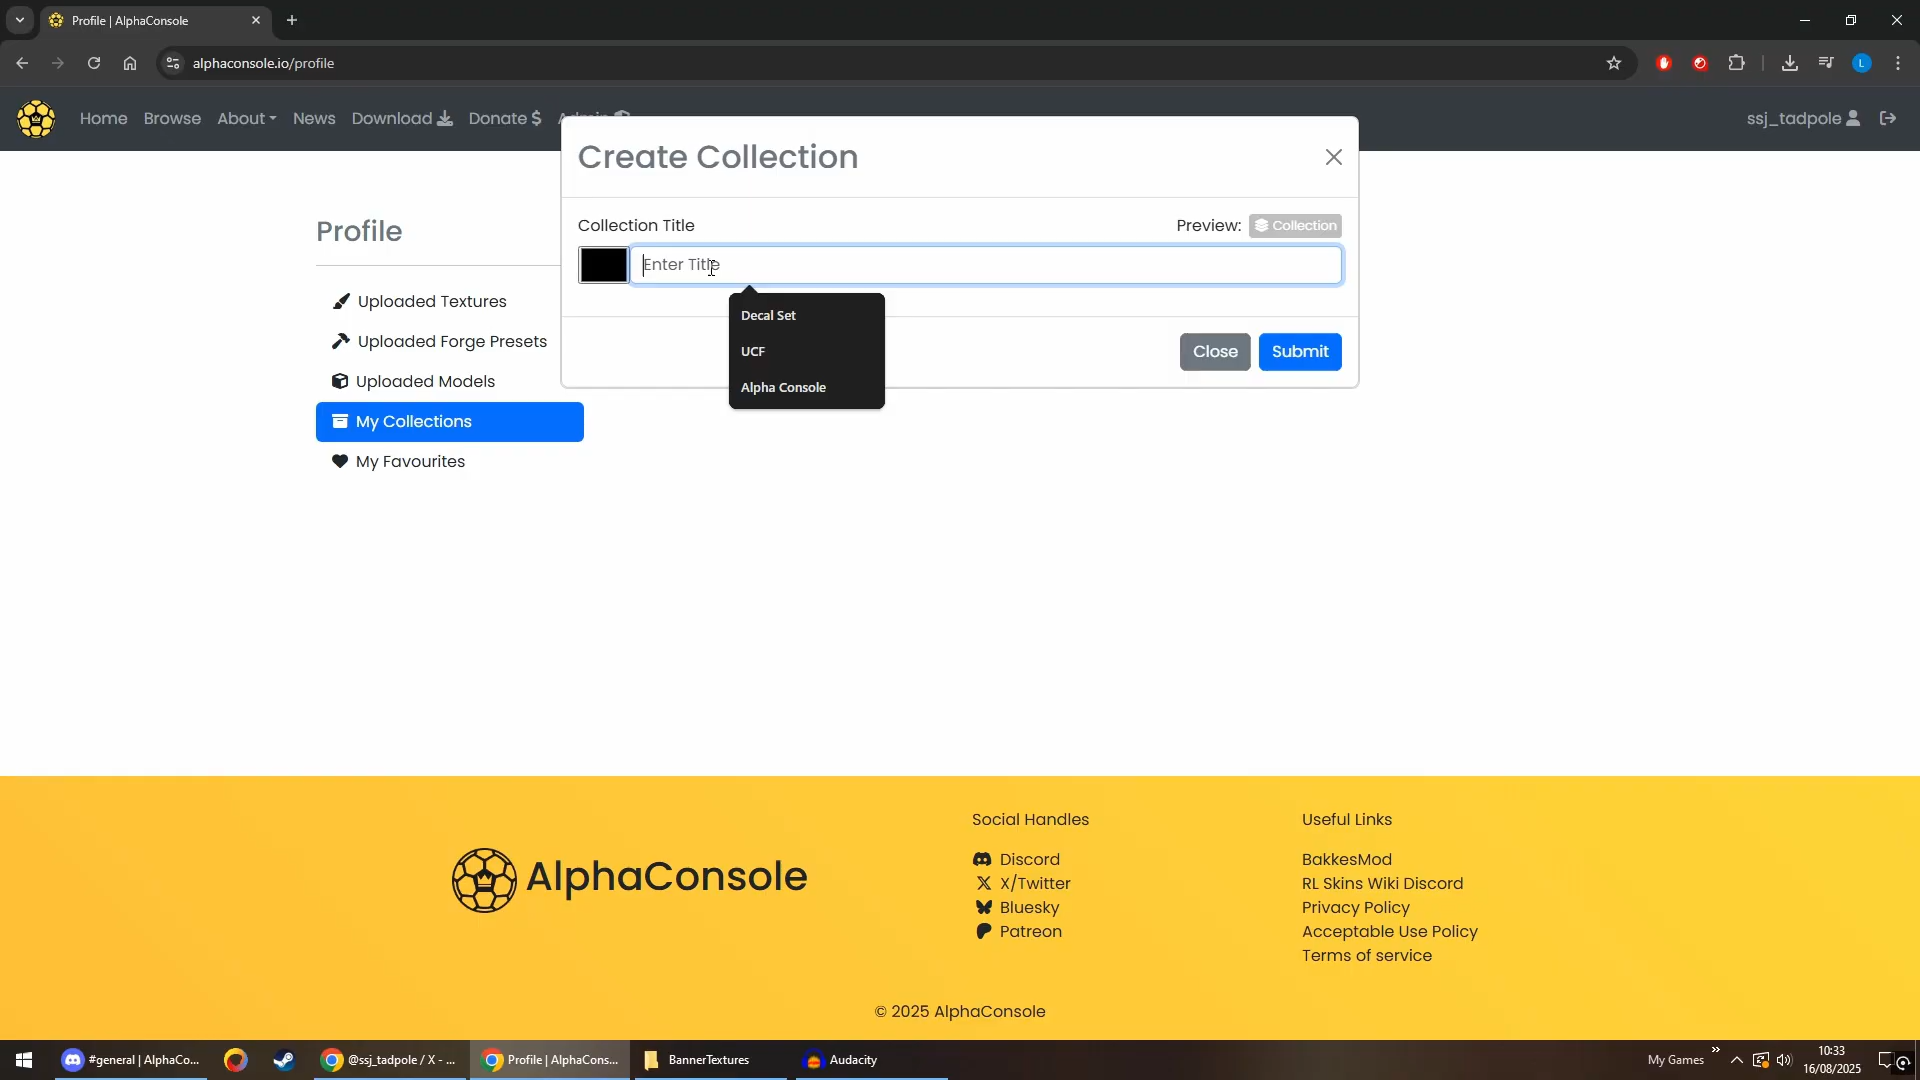 Profile | AlphaConsole
alphaconsole.io/profile
L
Home Browse About News Download Donate
ssj_tadpole
Create Collection
Collection Title
Preview: Collection
Enter Title
Decal Set
UCF
Alpha Console
Close Submit
Profile
Uploaded Textures
Uploaded Forge Presets
Uploaded Models
My Collections
My Favourites
AlphaConsole
Social Handles
Discord
X/Twitter
Bluesky
Patreon
Useful Links
BakkesMod
RL Skins Wiki Discord
Privacy Policy
Acceptable Use Policy
Terms of service
© 2025 AlphaConsole
#general | AlphaCo...
@ssj_tadpole / X - ...
Profile | AlphaCons...
BannerTextures
Audacity
My Games
10:33
16/08/2025